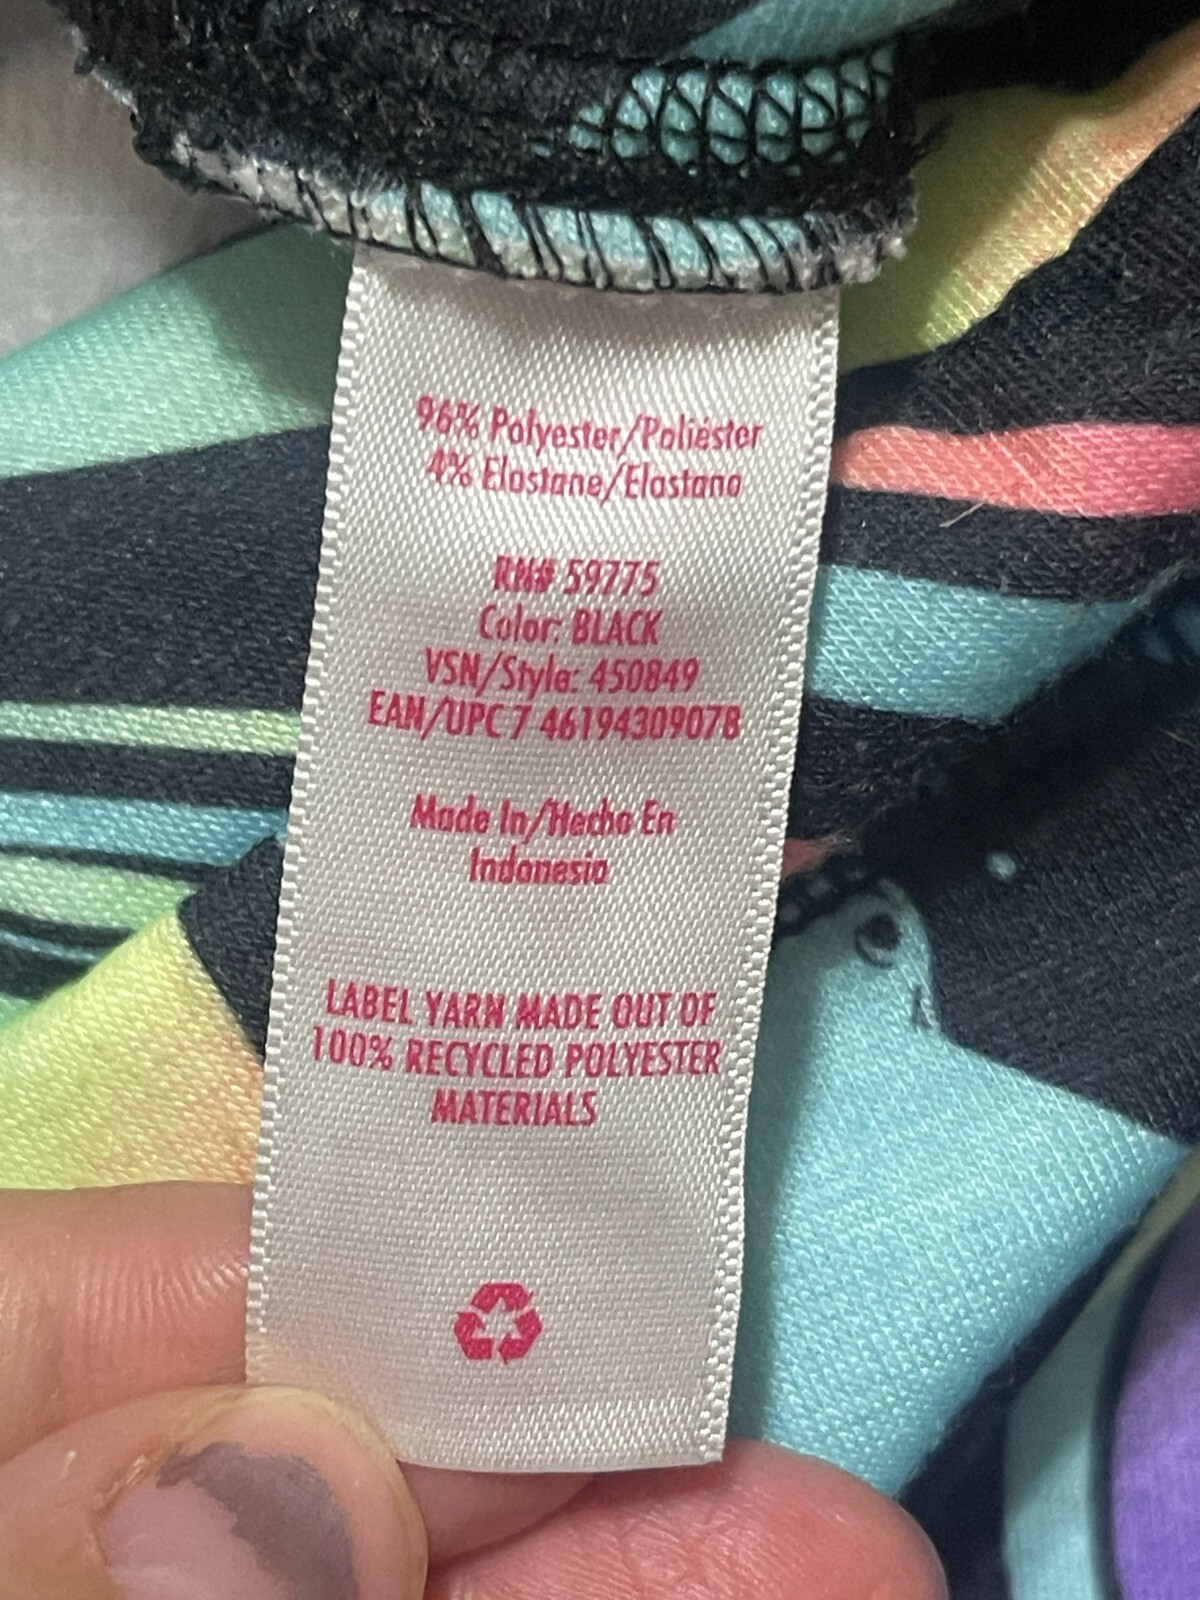 96% Polyester/Poliéster
4% Elastane/Elastano
RN# 59775
Color: BLACK
VSN/Style: 450849
EAN/UPC 7 46194309078
Made In/Hecho En
Indonesia
LABEL YARN MADE OUT OF
100% RECYCLED POLYESTER
MATERIALS